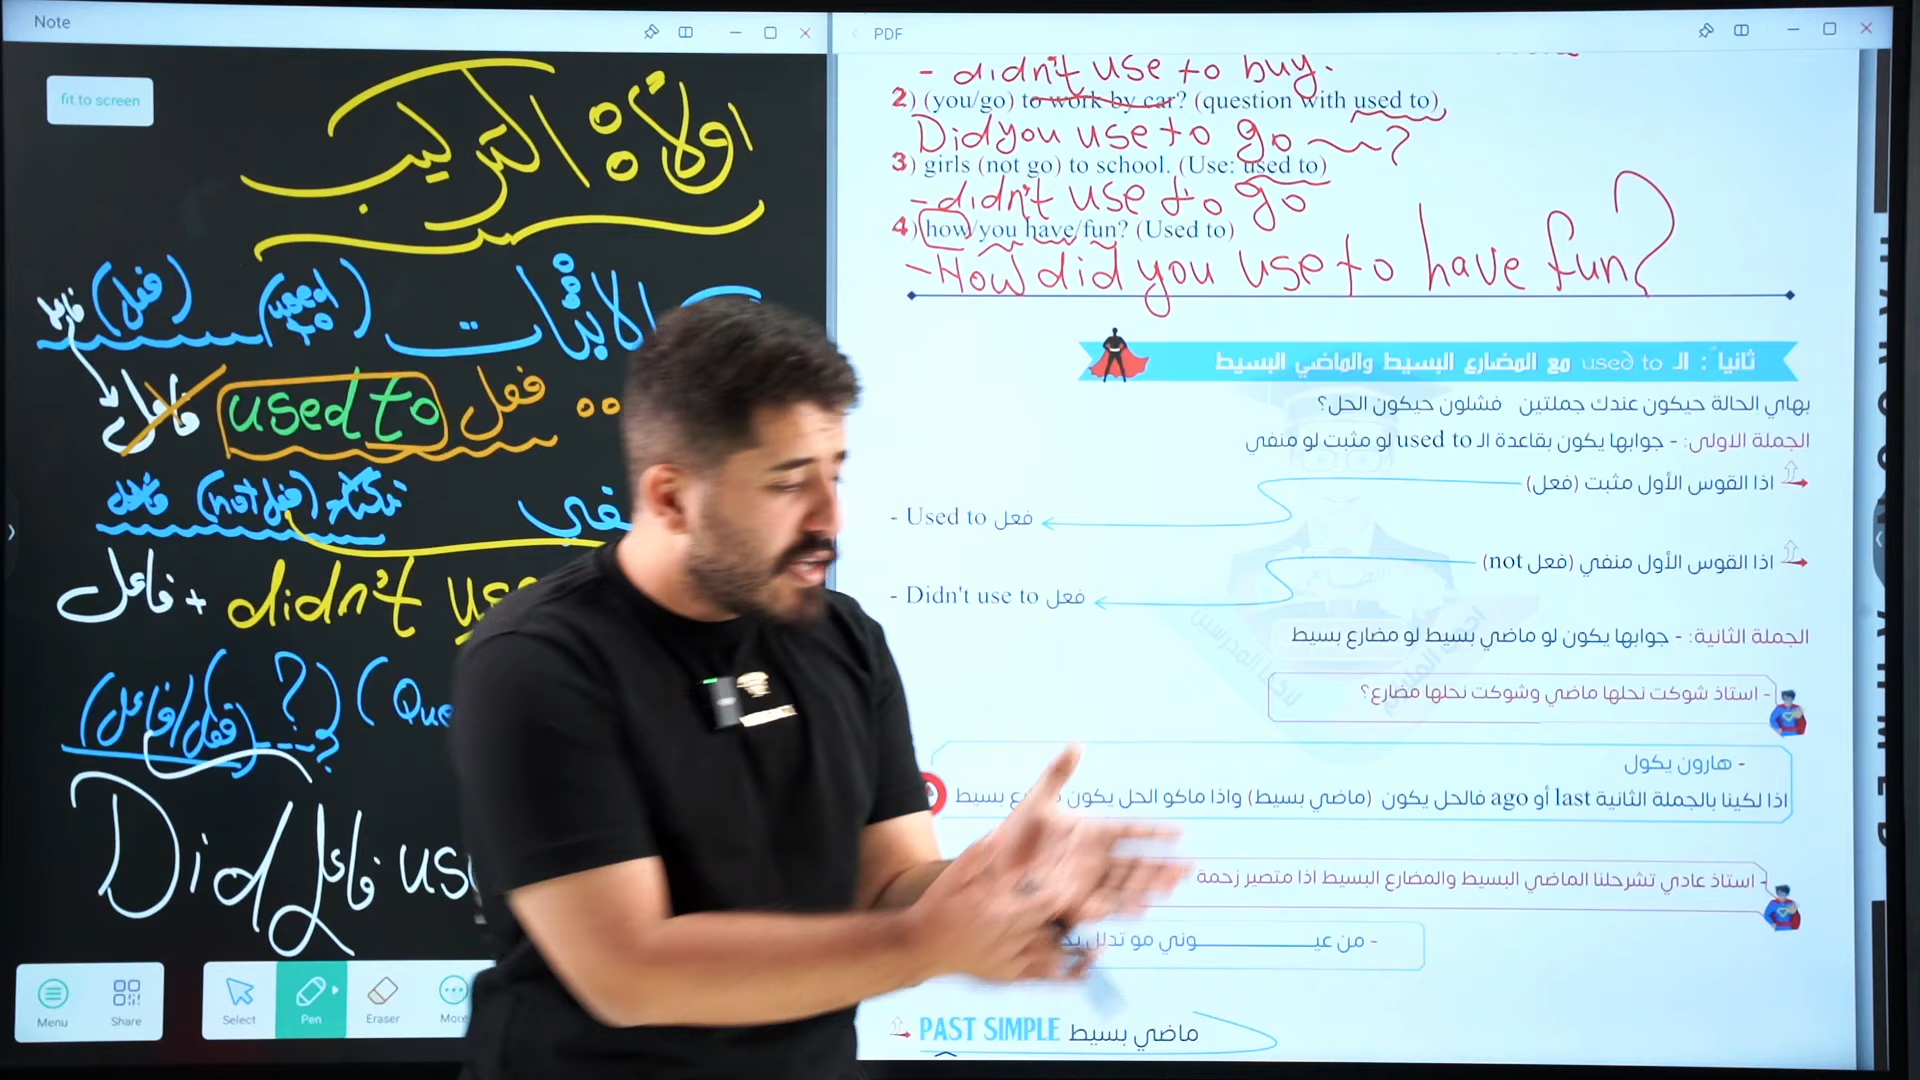 Note
fit to screen
اولاً: التركيب
الاثبات (used to) (فعل) فاعل
فاعل used to فعل
(not فعل) فاعل
فاعل + didn't
(فعل/فاعل) ---? (
Did فاعل
Menu
Share
Select
Pen
Eraser
PDF
- didn't use to buy.
2) (you/go) to work by car? (question with used to)
Did you use to go ?
3) girls (not go) to school. (Use: used to)
- didn't use to go
4) how/you have/fun? (Used to)
- How did you use to have fun?
ثانياً : الـ used to مع المضارع البسيط والماضي البسيط
بهاي الحالة حيكون عندك جملتين فشلون حيكون الحل؟
الجملة الاولى: - جوابها يكون بقاعدة الـ used to لو مثبت لو منفي
اذا القوس الأول مثبت (فعل)
- Used to فعل
اذا القوس الأول منفي (not فعل)
- Didn't use to فعل
الجملة الثانية: - جوابها يكون لو ماضي بسيط لو مضارع بسيط
- استاذ شوكت نحلها ماضي وشوكت نحلها مضارع؟
- هارون يكول
اذا لكينا بالجملة الثانية last أو ago فالحل يكون (ماضي بسيط) واذا ماكو الحل يكون بسيط
- استاذ عادي تشرحلنا الماضي البسيط والمضارع البسيط اذا متصير زحمة
- من عيـــــــوني مو تدلل
PAST SIMPLE ماضي بسيط